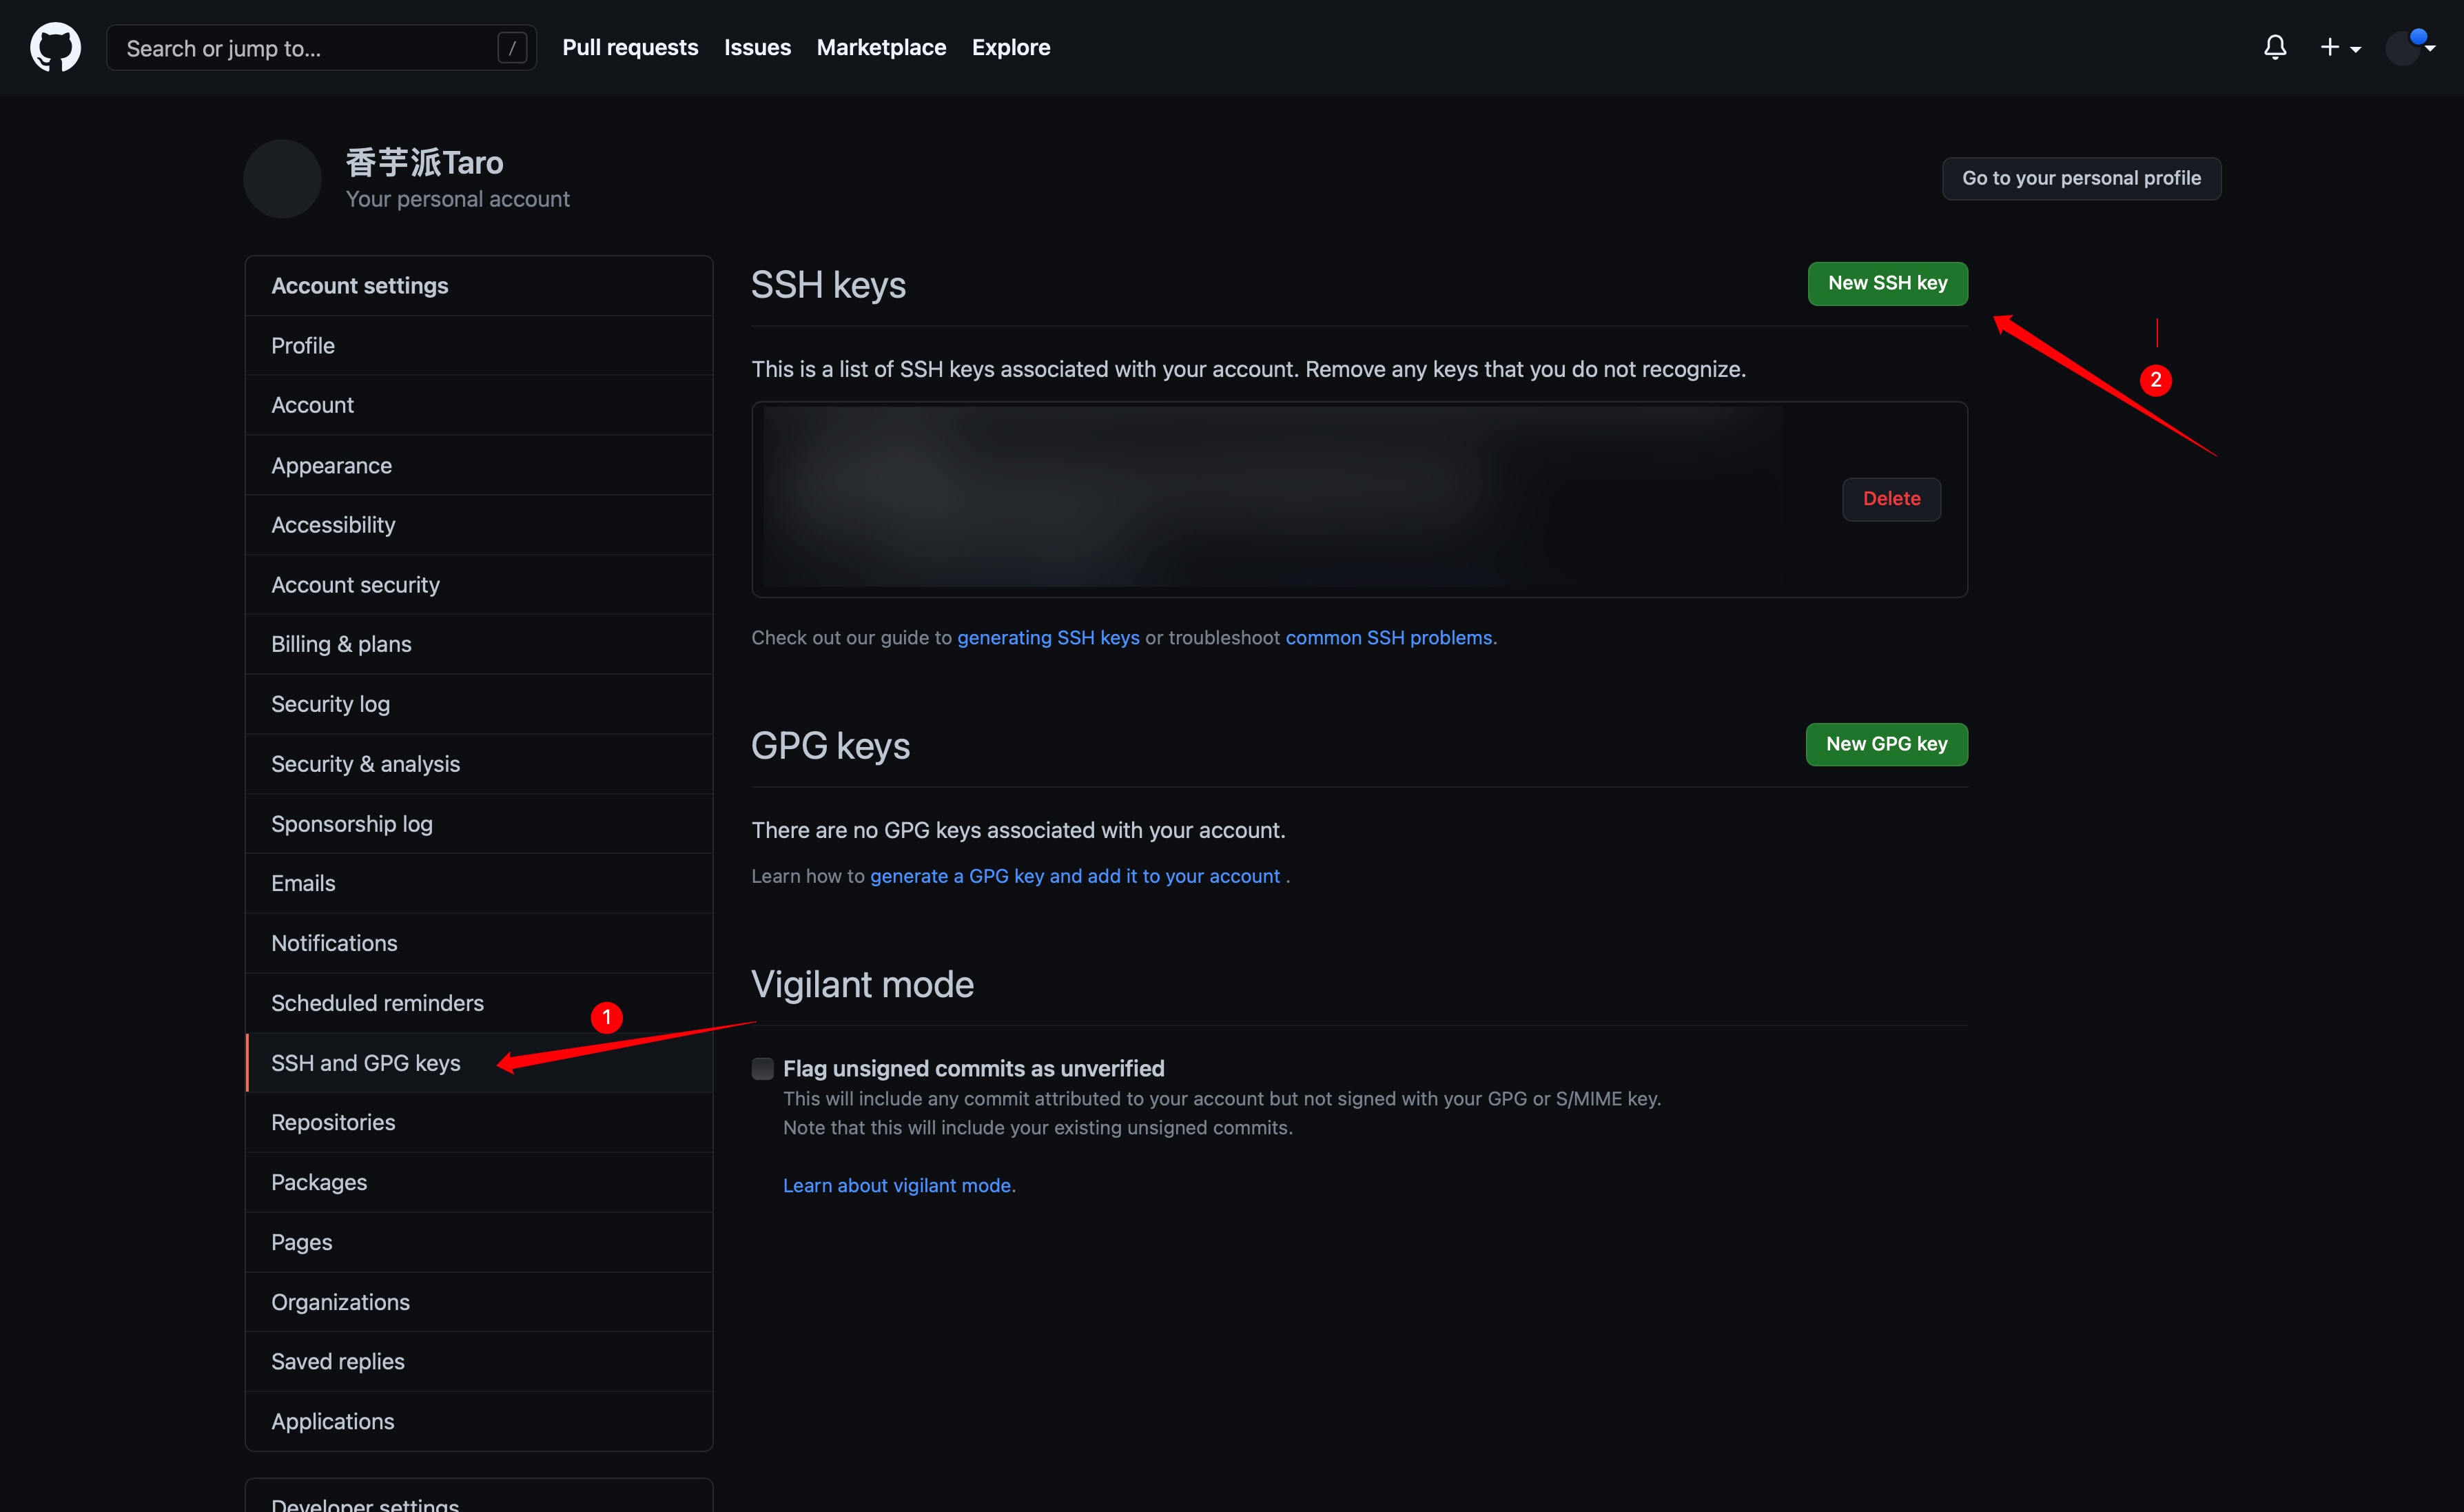 Search or jump to...
/
Pull requests
Issues
Marketplace
Explore
香芋派Taro
Your personal account
Go to your personal profile
Account settings
Profile
Account
Appearance
Accessibility
Account security
Billing & plans
Security log
Security & analysis
Sponsorship log
Emails
Notifications
Scheduled reminders
1
SSH and GPG keys
Repositories
Packages
Pages
Organizations
Saved replies
Applications
Developer settings
SSH keys
New SSH key
2
This is a list of SSH keys associated with your account. Remove any keys that you do not recognize.
Delete
Check out our guide to generating SSH keys or troubleshoot common SSH problems.
GPG keys
New GPG key
There are no GPG keys associated with your account.
Learn how to generate a GPG key and add it to your account .
Vigilant mode
Flag unsigned commits as unverified
This will include any commit attributed to your account but not signed with your GPG or S/MIME key.
Note that this will include your existing unsigned commits.
Learn about vigilant mode.